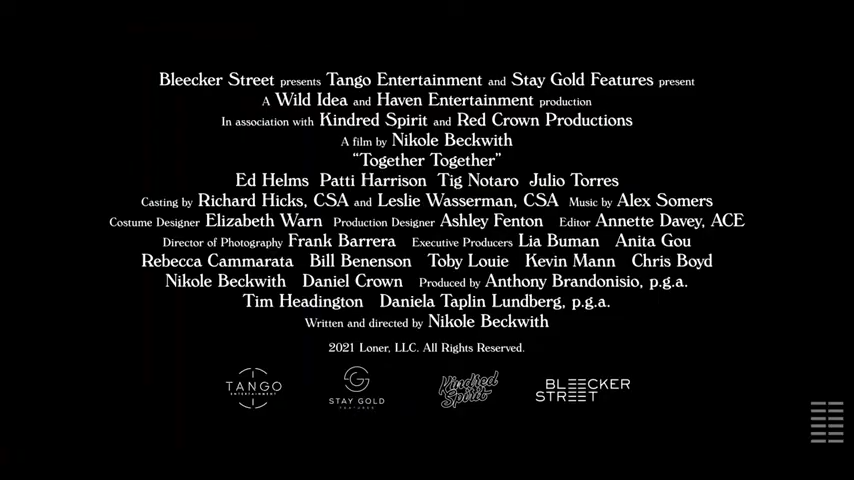 Bleecker Street presents Tango Entertainment and Stay Gold Features present
A Wild Idea and Haven Entertainment production
In association with Kindred Spirit and Red Crown Productions
A film by Nikole Beckwith
“Together Together”
Ed Helms Patti Harrison Tig Notaro Julio Torres
Casting by Richard Hicks, CSA and Leslie Wasserman, CSA Music by Alex Somers
Costume Designer Elizabeth Warn Production Designer Ashley Fenton Editor Annette Davey, ACE
Director of Photography Frank Barrera Executive Producers Lia Buman Anita Gou
Rebecca Cammarata Bill Benenson Toby Louie Kevin Mann Chris Boyd
Nikole Beckwith Daniel Crown Produced by Anthony Brandonisio, p.g.a.
Tim Headington Daniela Taplin Lundberg, p.g.a.
Written and directed by Nikole Beckwith
2021 Loner, LLC. All Rights Reserved.
TANGO
ENTERTAINMENT
STAY GOLD
FEATURES
Kindred
Spirit
BLEECKER
STREET